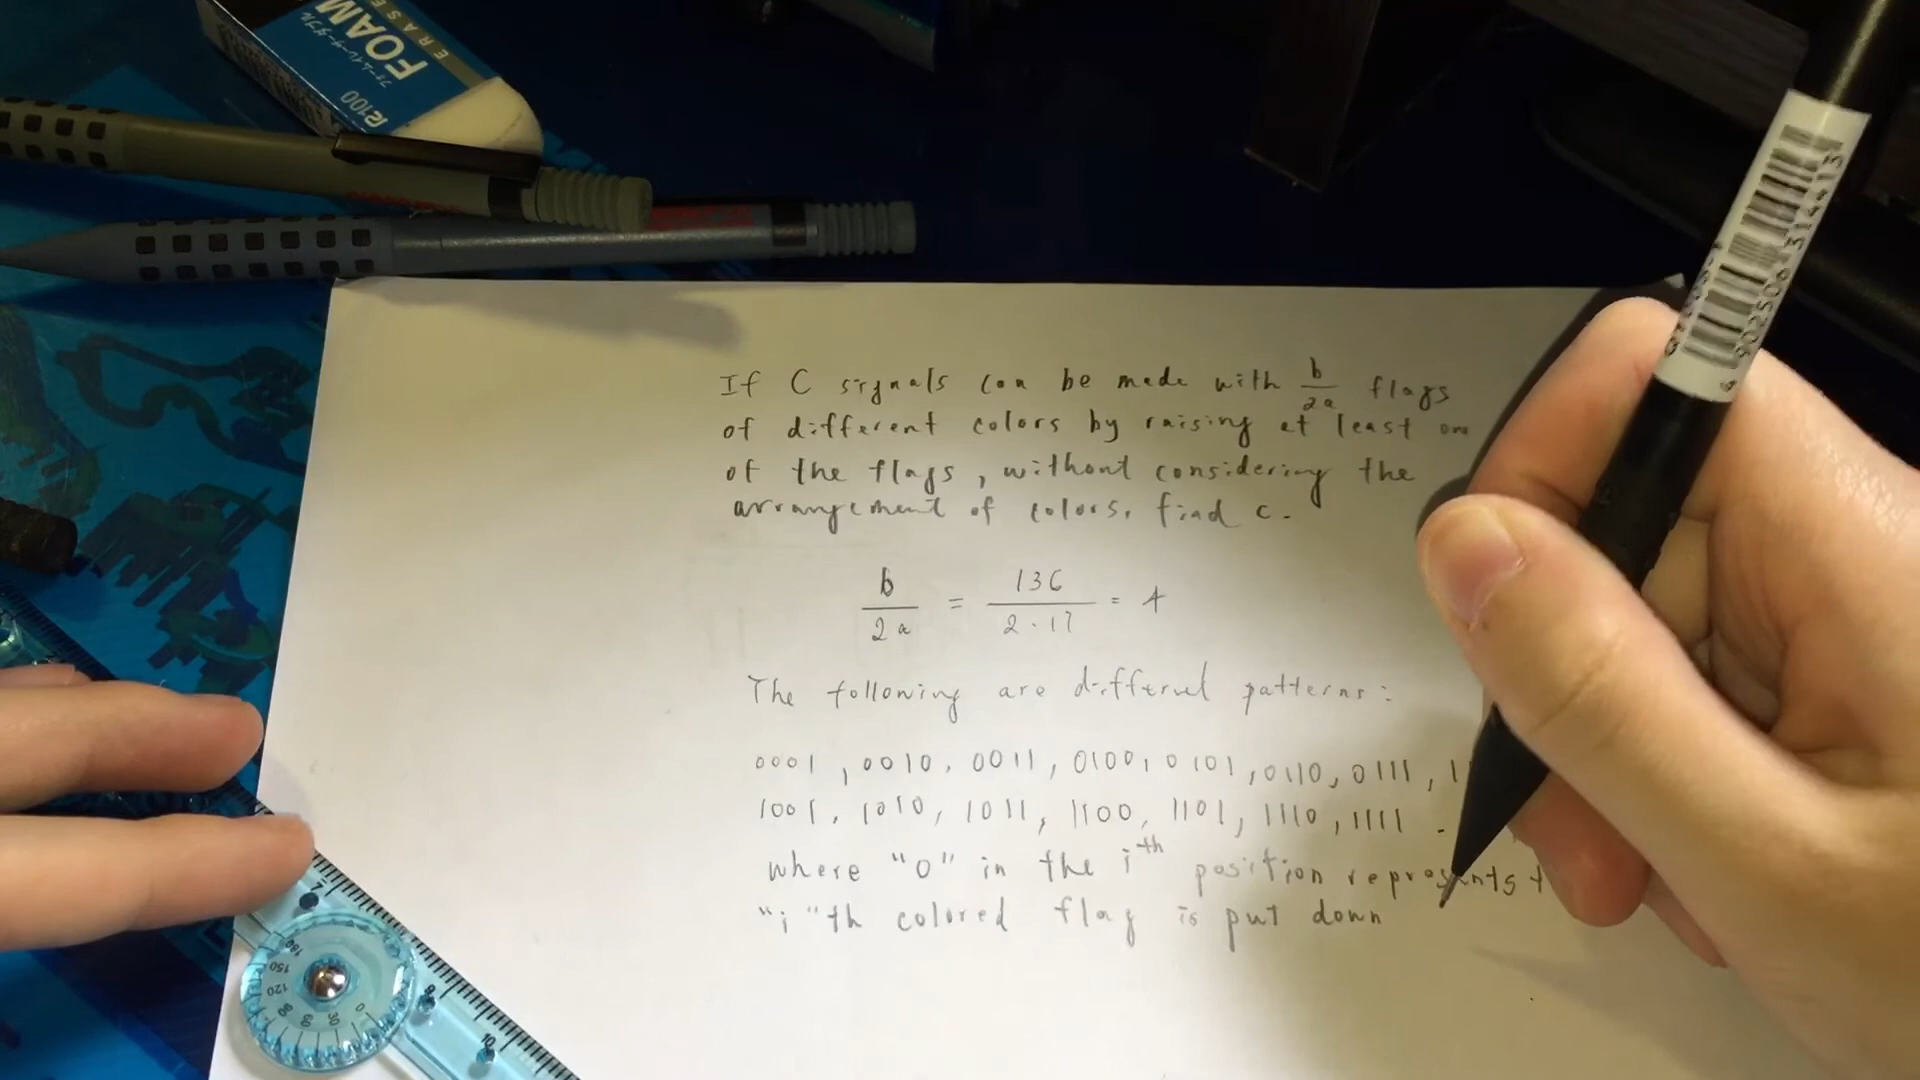 FOAM
ERASE
R100
If C signals can be made with b/2a flags
of different colors by raising at least one
of the flags, without considering the
arrangement of colors, find c.
b/2a = 136/2·17 = 4
The following are different patterns:
0001, 0010, 0011, 0100, 0101, 0110, 0111, 1
1001, 1010, 1011, 1100, 1101, 1110, 1111.
where "0" in the i^th position represents t
"i"th colored flag is put down